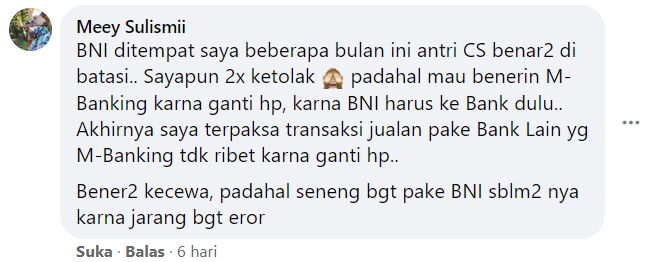 Meey Sulismii
BNI ditempat saya beberapa bulan ini antri CS benar2 di
batasi.. Sayapun 2x ketolak 🙈 padahal mau benerin M-
Banking karna ganti hp, karna BNI harus ke Bank dulu..
Akhirnya saya terpaksa transaksi jualan pake Bank Lain yg
M-Banking tdk ribet karna ganti hp..
Bener2 kecewa, padahal seneng bgt pake BNI sblm2 nya
karna jarang bgt eror
Suka · Balas · 6 hari